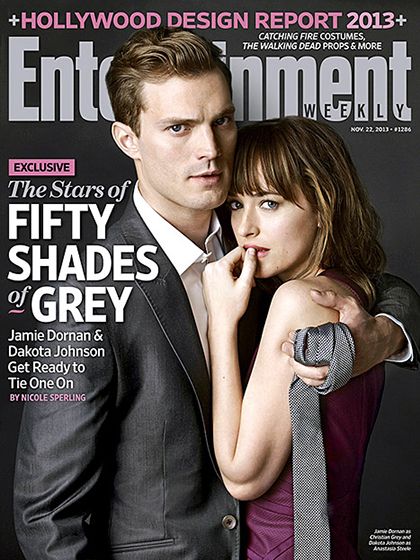 +HOLLYWOOD DESIGN REPORT 2013+
CATCHING FIRE COSTUMES,
THE WALKING DEAD PROPS & MORE
Entertainment
WEEKLY
NOV. 22, 2013 • #1286
EXCLUSIVE
The Stars of
FIFTY
SHADES
of GREY
Jamie Dornan &
Dakota Johnson
Get Ready to
Tie One On
BY NICOLE SPERLING
Jamie Dornan as
Christian Grey and
Dakota Johnson as
Anastasia Steele